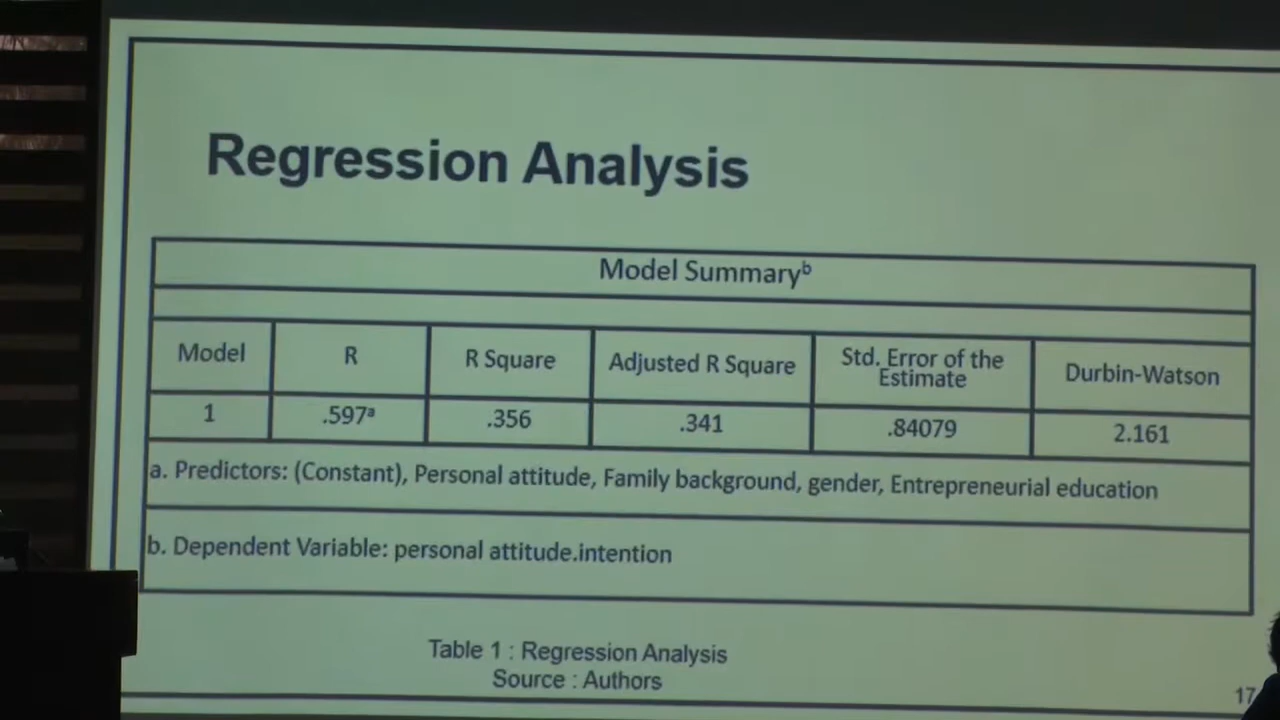 Regression Analysis
Model Summaryᵇ
Model R R Square Adjusted R Square Std. Error of the Estimate Durbin-Watson
1 .597ᵃ .356 .341 .84079 2.161
a. Predictors: (Constant), Personal attitude, Family background, gender, Entrepreneurial education
b. Dependent Variable: personal attitude.intention
Table 1 : Regression Analysis
Source : Authors
17